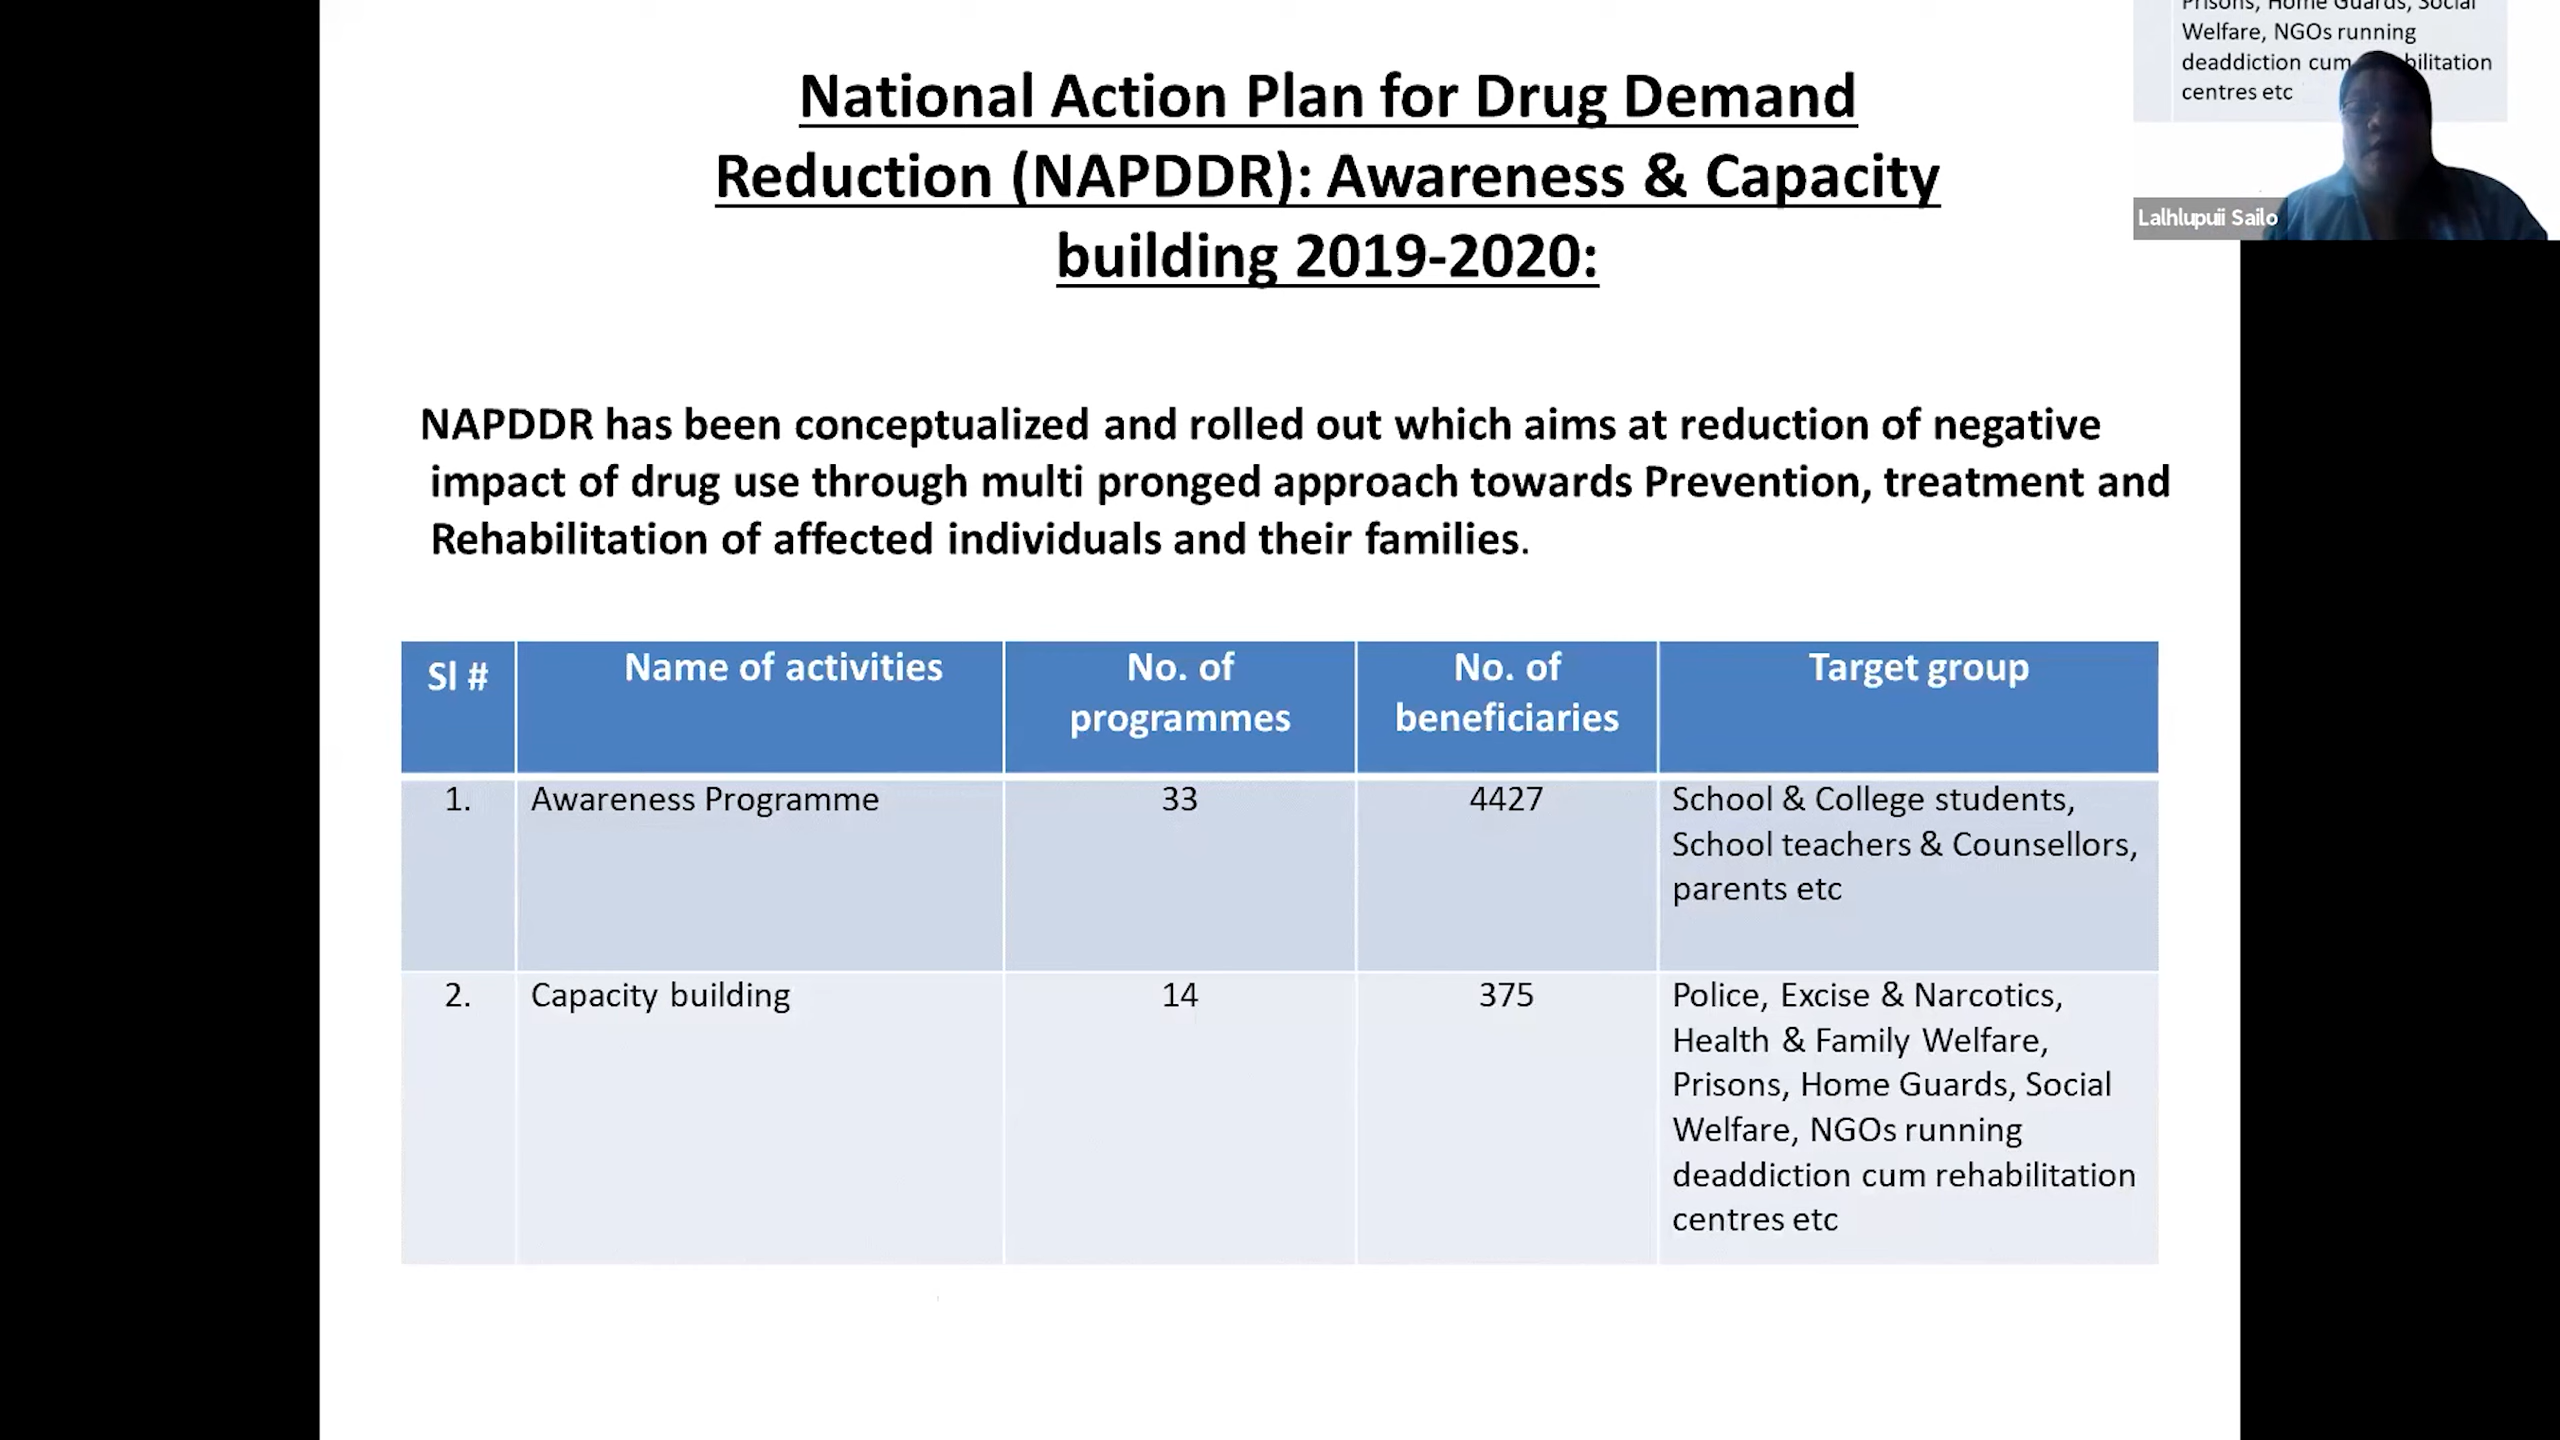 National Action Plan for Drug Demand
Reduction (NAPDDR): Awareness & Capacity
building 2019-2020:
Prisons, Home Guards, Social
Welfare, NGOs running
deaddiction cum bilitation
centres etc
Lalhlupuii Sailo
NAPDDR has been conceptualized and rolled out which aims at reduction of negative
impact of drug use through multi pronged approach towards Prevention, treatment and
Rehabilitation of affected individuals and their families.
Sl # Name of activities No. of programmes No. of beneficiaries Target group
1. Awareness Programme 33 4427 School & College students,
School teachers & Counsellors,
parents etc
2. Capacity building 14 375 Police, Excise & Narcotics,
Health & Family Welfare,
Prisons, Home Guards, Social
Welfare, NGOs running
deaddiction cum rehabilitation
centres etc